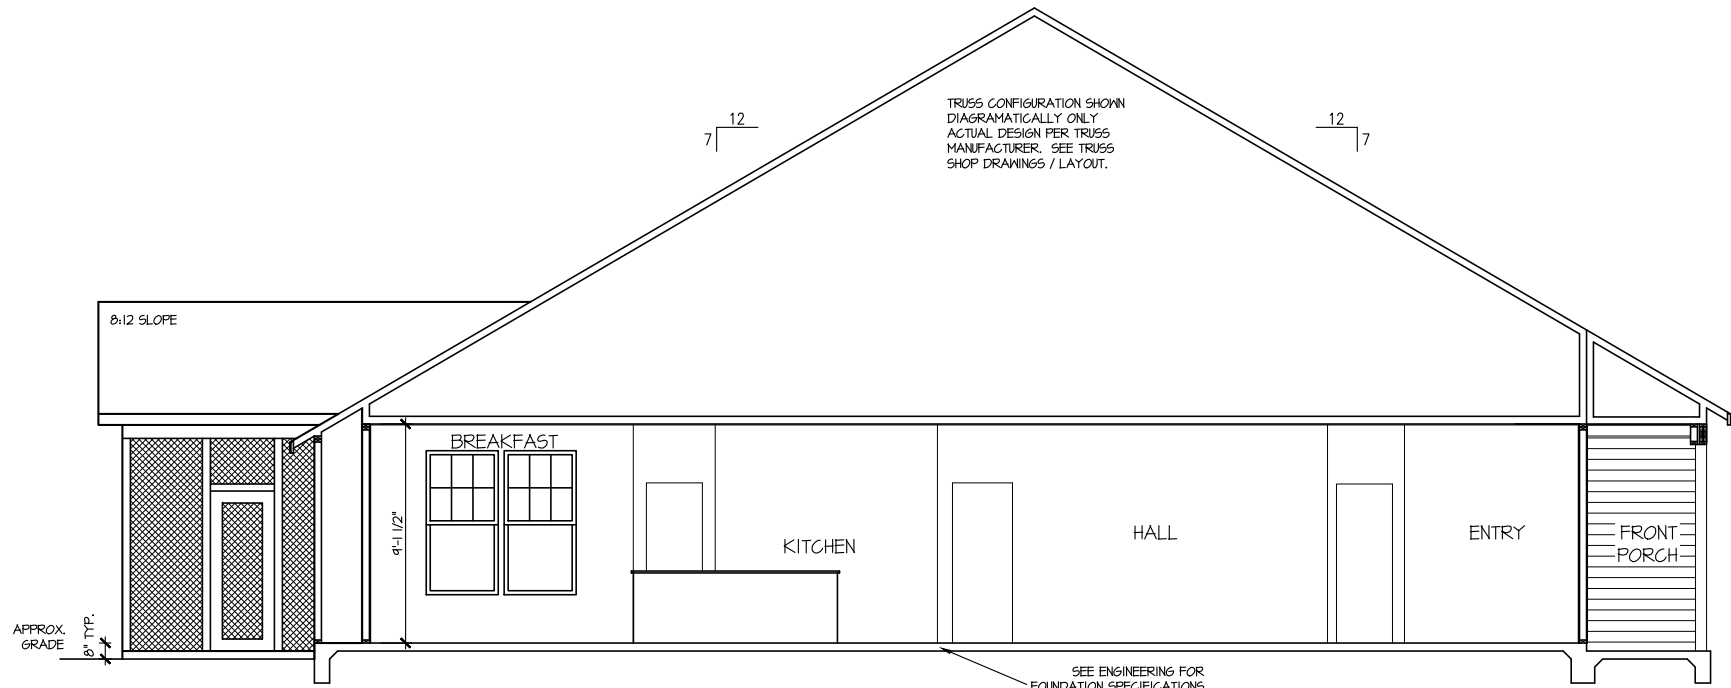 TRUSS CONFIGURATION SHOWN
DIAGRAMATICALLY ONLY
ACTUAL DESIGN PER TRUSS
MANUFACTURER. SEE TRUSS
SHOP DRAWINGS / LAYOUT.
12
7
12
7
8:12 SLOPE
BREAKFAST
9'-1 1/2"
KITCHEN
HALL
ENTRY
FRONT
PORCH
APPROX.
GRADE
8" TYP.
SEE ENGINEERING FOR
FOUNDATION SPECIFICATIONS